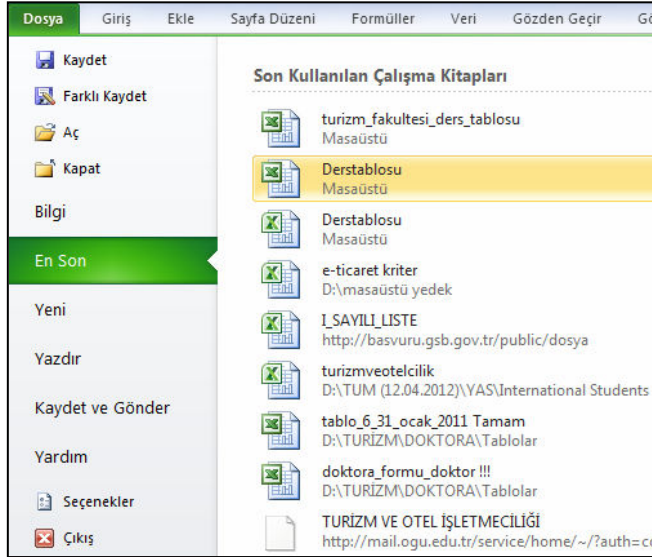 Dosya Giriş Ekle Sayfa Düzeni Formüller Veri Gözden Geçir
Kaydet
Farklı Kaydet
Aç
Kapat
Bilgi
En Son
Yeni
Yazdır
Kaydet ve Gönder
Yardım
Seçenekler
Çıkış
Son Kullanılan Çalışma Kitapları
turizm_fakultesi_ders_tablosu
Masaüstü
Derstablosu
Masaüstü
Derstablosu
Masaüstü
e-ticaret kriter
D:\masaüstü yedek
I_SAYILI_LISTE
http://basvuru.gsb.gov.tr/public/dosya
turizmveotelcilik
D:\TUM (12.04.2012)\YAS\International Students
tablo_6_31_ocak_2011 Tamam
D:\TURİZM\DOKTORA\Tablolar
doktora_formu_doktor !!!
D:\TURİZM\DOKTORA\Tablolar
TURİZM VE OTEL İŞLETMECİLİĞİ
http://mail.ogu.edu.tr/service/home/~/?auth=c